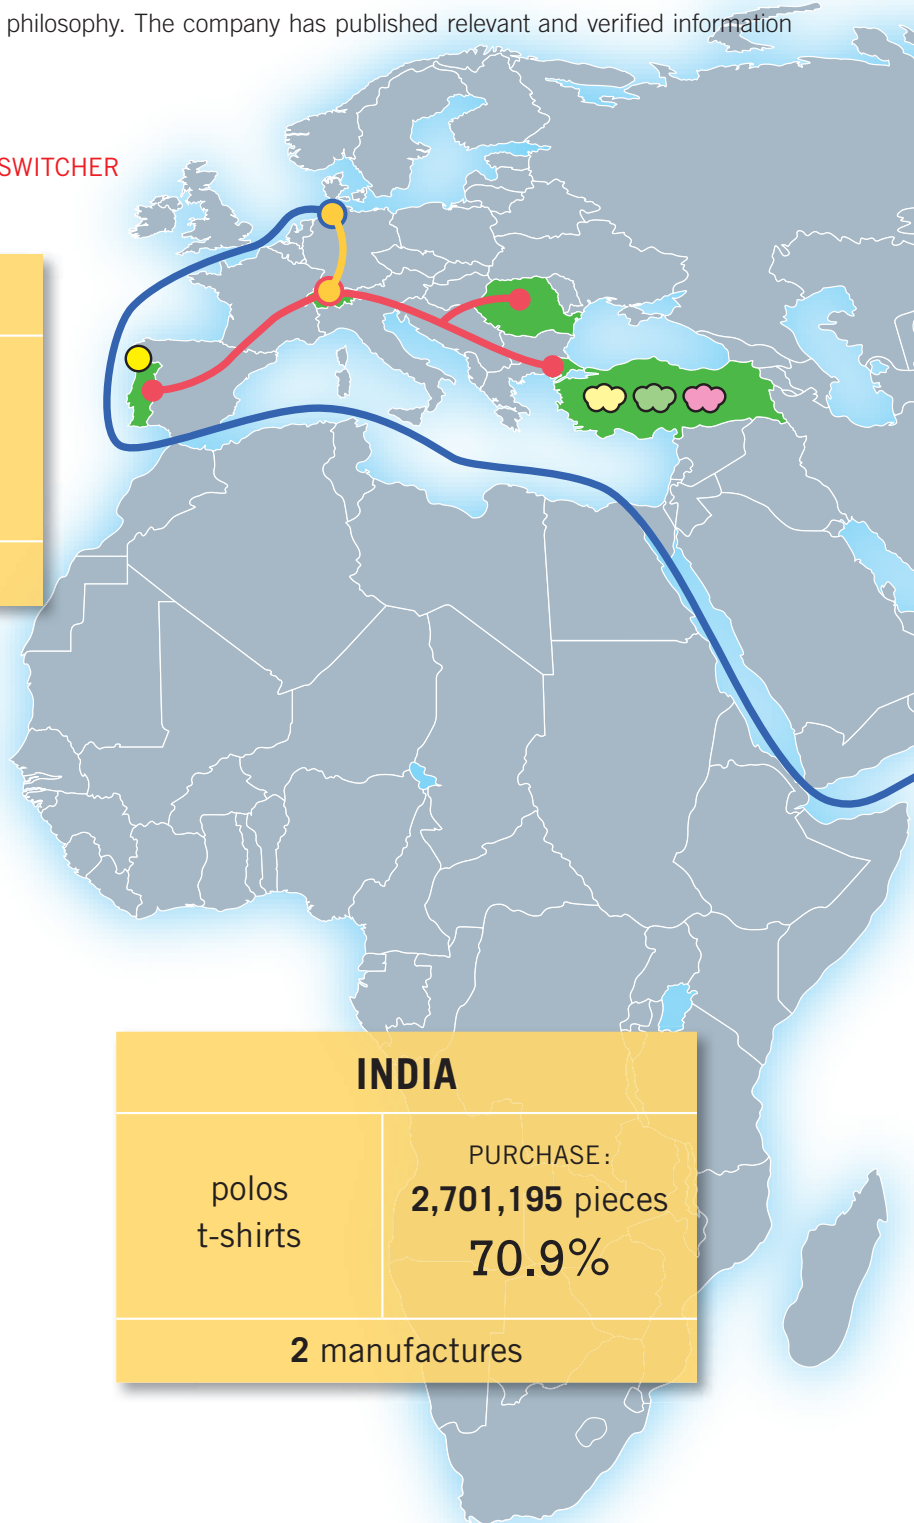 philosophy. The company has published relevant and verified information
SWITCHER
INDIA
polos
t-shirts
PURCHASE:
2,701,195 pieces
70.9%
2 manufactures